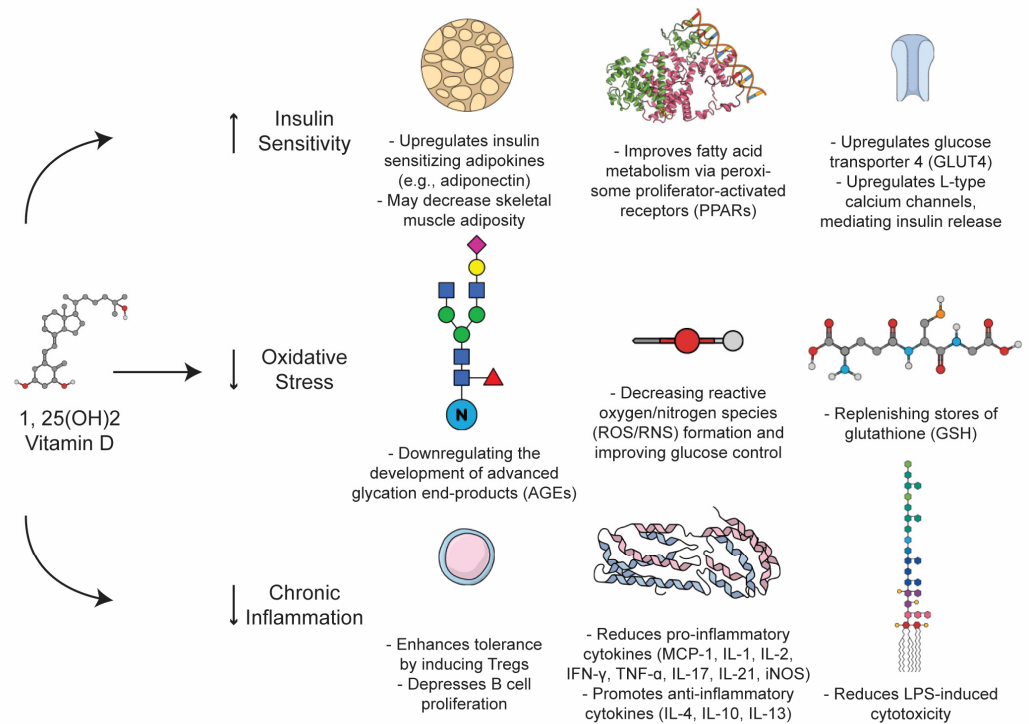 1, 25(OH)2
Vitamin D
↑ Insulin
Sensitivity
- Upregulates insulin
sensitizing adipokines
(e.g., adiponectin)
- May decrease skeletal
muscle adiposity
- Improves fatty acid
metabolism via peroxi-
some proliferator-activated
receptors (PPARs)
- Upregulates glucose
transporter 4 (GLUT4)
- Upregulates L-type
calcium channels,
mediating insulin release
↓ Oxidative
Stress
N
- Downregulating the
development of advanced
glycation end-products (AGEs)
- Decreasing reactive
oxygen/nitrogen species
(ROS/RNS) formation and
improving glucose control
- Replenishing stores of
glutathione (GSH)
↓ Chronic
Inflammation
- Enhances tolerance
by inducing Tregs
- Depresses B cell
proliferation
- Reduces pro-inflammatory
cytokines (MCP-1, IL-1, IL-2,
IFN-γ, TNF-α, IL-17, IL-21, iNOS)
- Promotes anti-inflammatory
cytokines (IL-4, IL-10, IL-13)
- Reduces LPS-induced
cytotoxicity